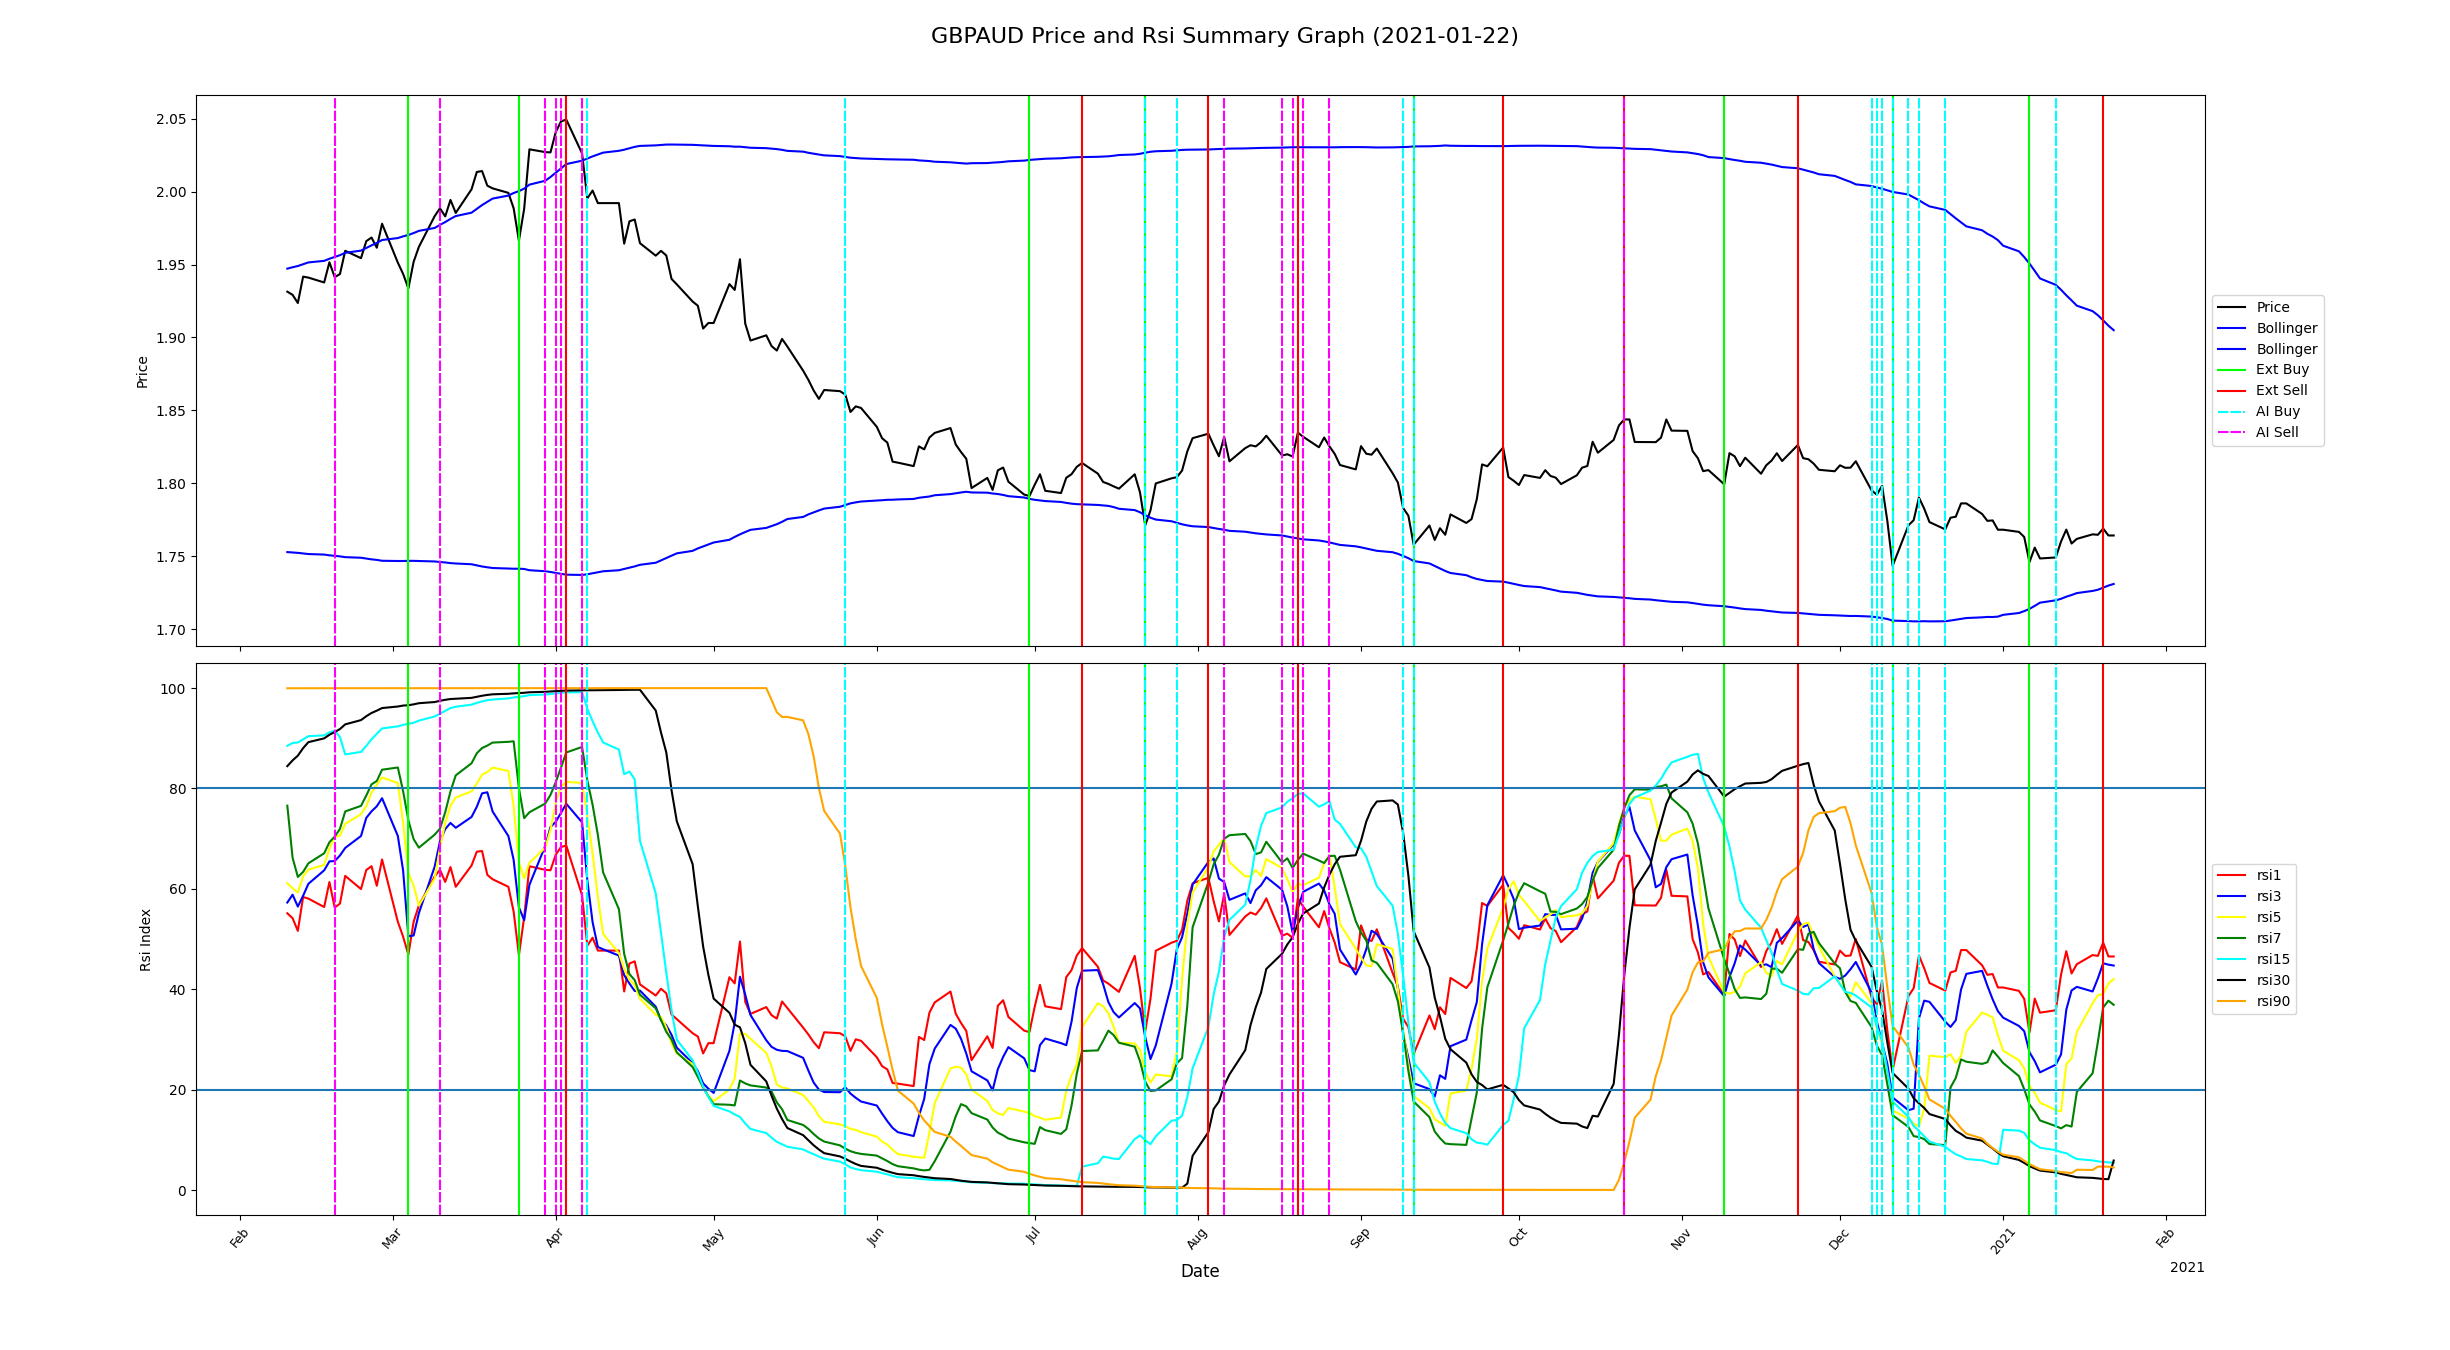 GBPAUD Price and Rsi Summary Graph (2021-01-22)
2.05
2.00
1.95
1.90
1.85
1.80
1.75
1.70
Price
Price
Bollinger
Bollinger
Ext Buy
Ext Sell
AI Buy
AI Sell
100
80
60
40
20
0
Rsi Index
rsi1
rsi3
rsi5
rsi7
rsi15
rsi30
rsi90
Feb
Mar
Apr
May
Jun
Jul
Aug
Sep
Oct
Nov
Dec
2021
Feb
Date
2021